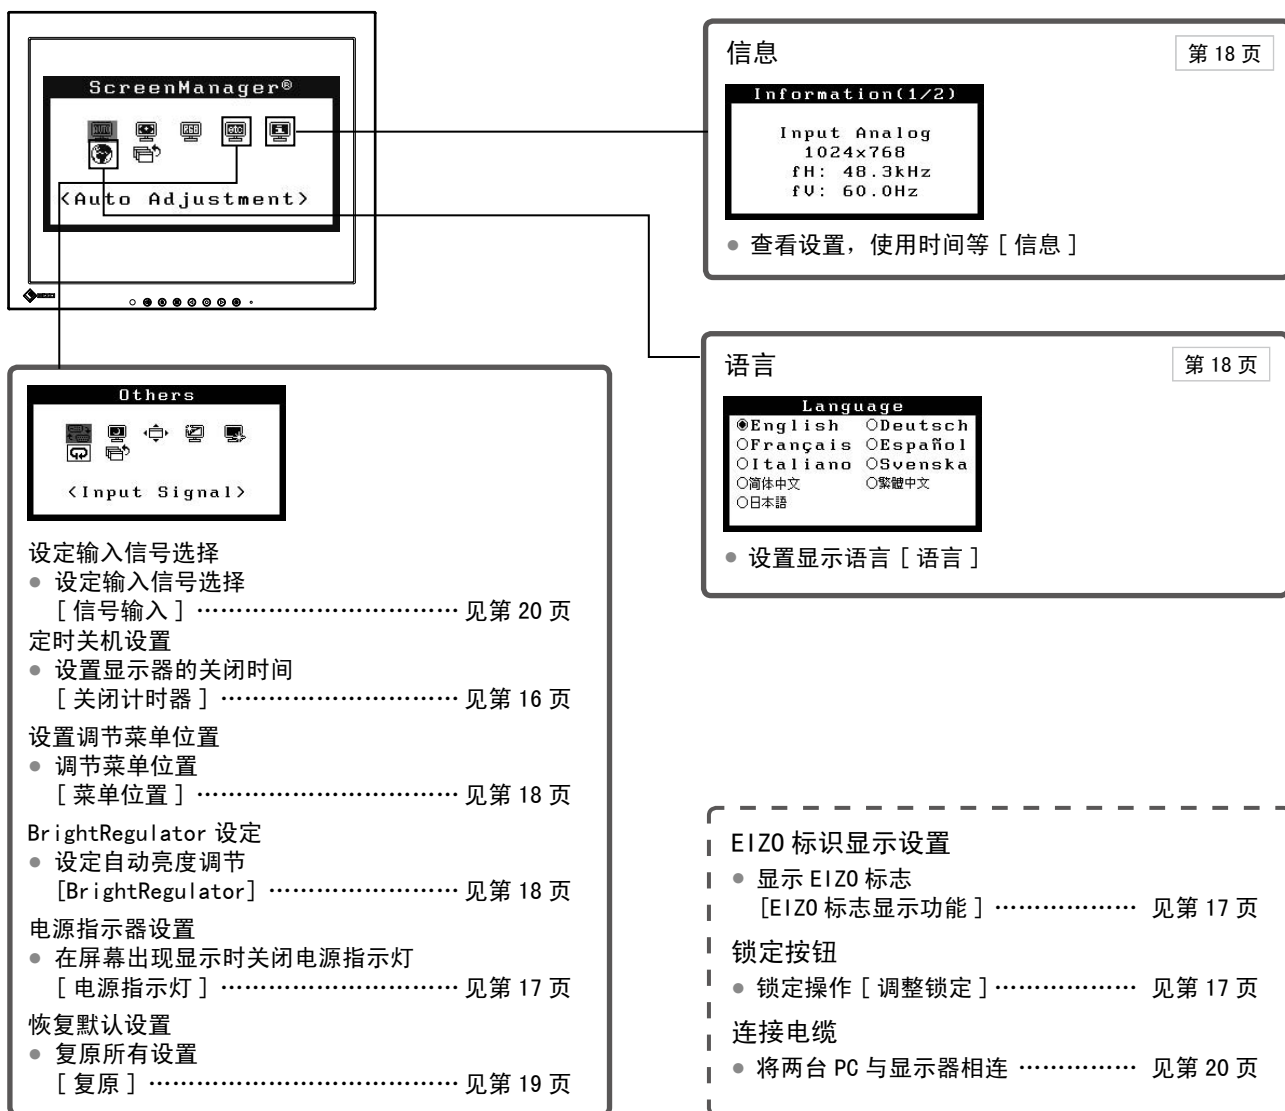 ScreenManager®
AUTO
RGB
etc
<Auto Adjustment>
信息
第 18 页
Information(1/2)
Input Analog
1024x768
fH: 48.3kHz
fV: 60.0Hz
● 查看设置，使用时间等 [ 信息 ]
语言
第 18 页
Language
English Deutsch
Français Español
Italiano Svenska
简体中文 繁體中文
日本語
● 设置显示语言 [ 语言 ]
Others
<Input Signal>
设定输入信号选择
● 设定输入信号选择
[ 信号输入 ] …………………………… 见第 20 页
定时关机设置
● 设置显示器的关闭时间
[ 关闭计时器 ] ………………………… 见第 16 页
设置调节菜单位置
● 调节菜单位置
[ 菜单位置 ] …………………………… 见第 18 页
BrightRegulator 设定
● 设定自动亮度调节
[BrightRegulator] …………………… 见第 18 页
电源指示器设置
● 在屏幕出现显示时关闭电源指示灯
[ 电源指示灯 ] ………………………… 见第 17 页
恢复默认设置
● 复原所有设置
[ 复原 ] ………………………………… 见第 19 页
EIZO 标识显示设置
● 显示 EIZO 标志
[EIZO 标志显示功能 ] ……………… 见第 17 页
锁定按钮
● 锁定操作 [ 调整锁定 ] ……………… 见第 17 页
连接电缆
● 将两台 PC 与显示器相连 …………… 见第 20 页